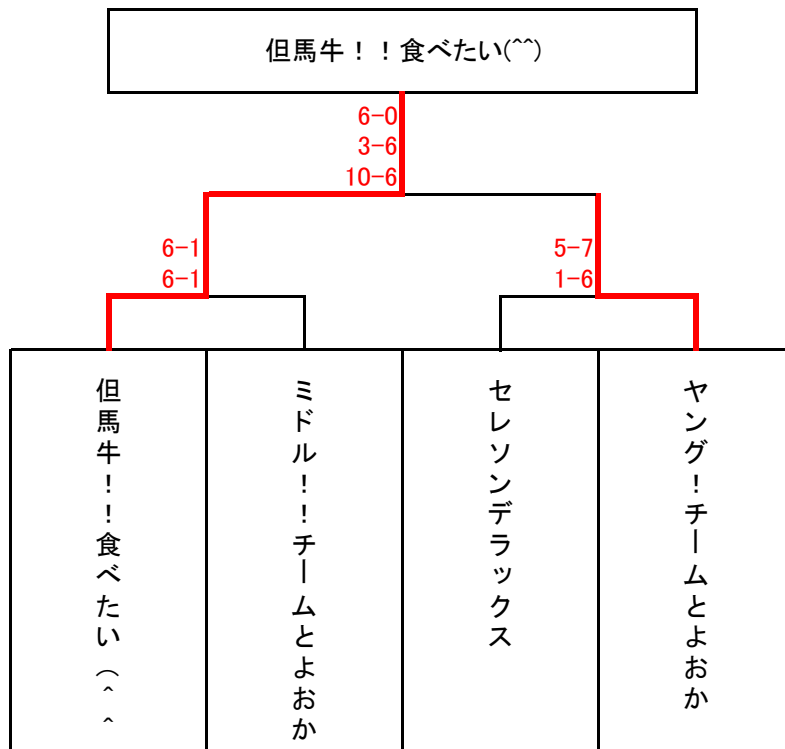 但馬牛！！食べたい(^^)
6-0
3-6
10-6
6-1
6-1
5-7
1-6
但馬牛！！食べたい(^^
ミドル！！チームとよおか
セレソンデラックス
ヤング！チームとよおか